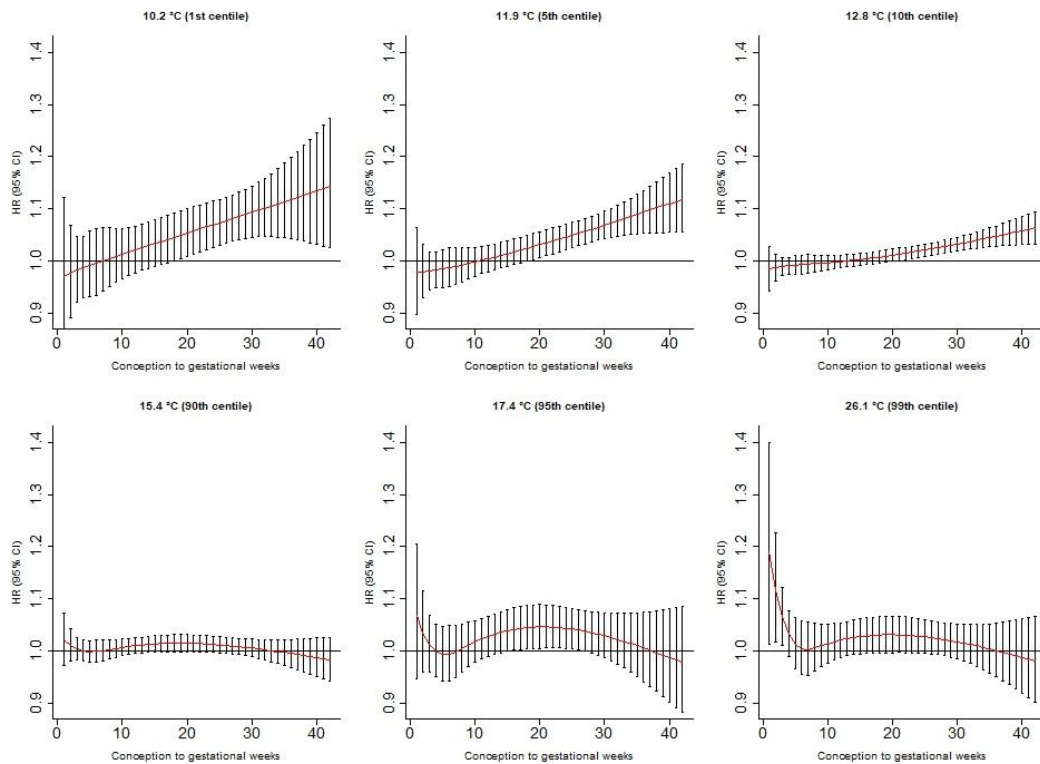 10.2 °C (1st centile)
HR (95% CI)
1.4
1.3
1.2
1.1
1.0
0.9
0 10 20 30 40
Conception to gestational weeks
11.9 °C (5th centile)
HR (95% CI)
1.4
1.3
1.2
1.1
1.0
0.9
0 10 20 30 40
Conception to gestational weeks
12.8 °C (10th centile)
HR (95% CI)
1.4
1.3
1.2
1.1
1.0
0.9
0 10 20 30 40
Conception to gestational weeks
15.4 °C (90th centile)
HR (95% CI)
1.4
1.3
1.2
1.1
1.0
0.9
0 10 20 30 40
Conception to gestational weeks
17.4 °C (95th centile)
HR (95% CI)
1.4
1.3
1.2
1.1
1.0
0.9
0 10 20 30 40
Conception to gestational weeks
26.1 °C (99th centile)
HR (95% CI)
1.4
1.3
1.2
1.1
1.0
0.9
0 10 20 30 40
Conception to gestational weeks